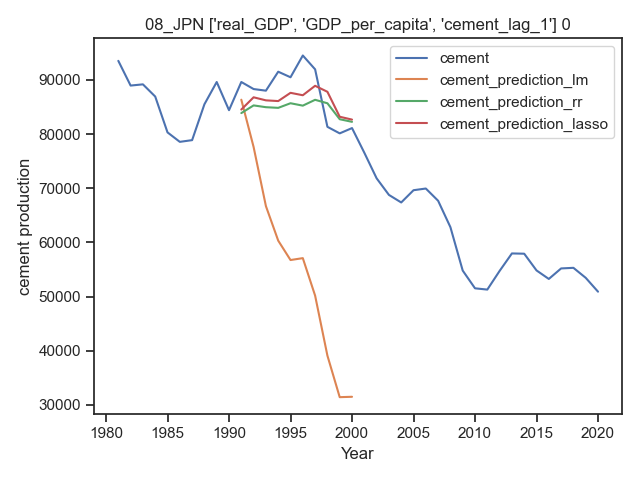 08_JPN ['real_GDP', 'GDP_per_capita', 'cement_lag_1'] 0
cement
cement_prediction_lm
cement_prediction_rr
cement_prediction_lasso
cement production
90000
80000
70000
60000
50000
40000
30000
1980 1985 1990 1995 2000 2005 2010 2015 2020
Year